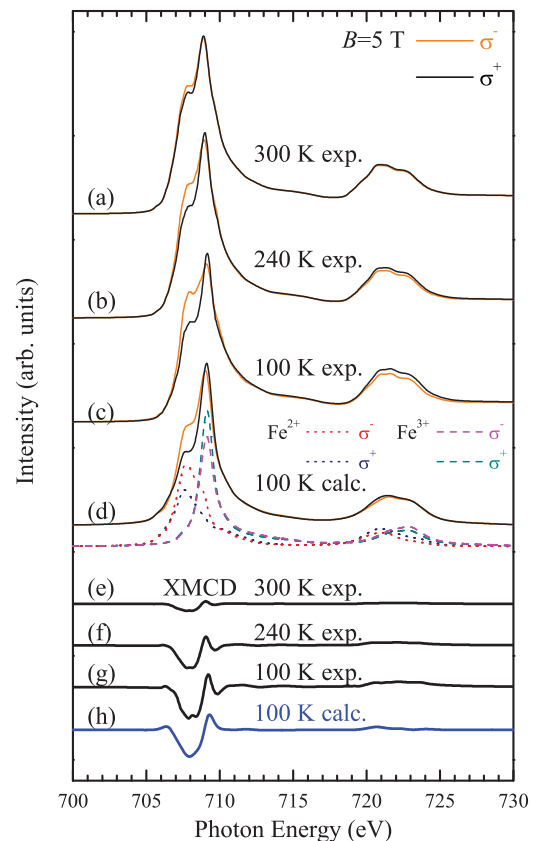 B=5 T
σ⁻
σ⁺
300 K exp.
(a)
240 K exp.
(b)
100 K exp.
(c)
Fe²⁺ σ⁻ Fe³⁺ σ⁻
σ⁺ σ⁺
100 K calc.
(d)
XMCD 300 K exp.
(e)
240 K exp.
(f)
100 K exp.
(g)
100 K calc.
(h)
Intensity (arb. units)
700 705 710 715 720 725 730
Photon Energy (eV)